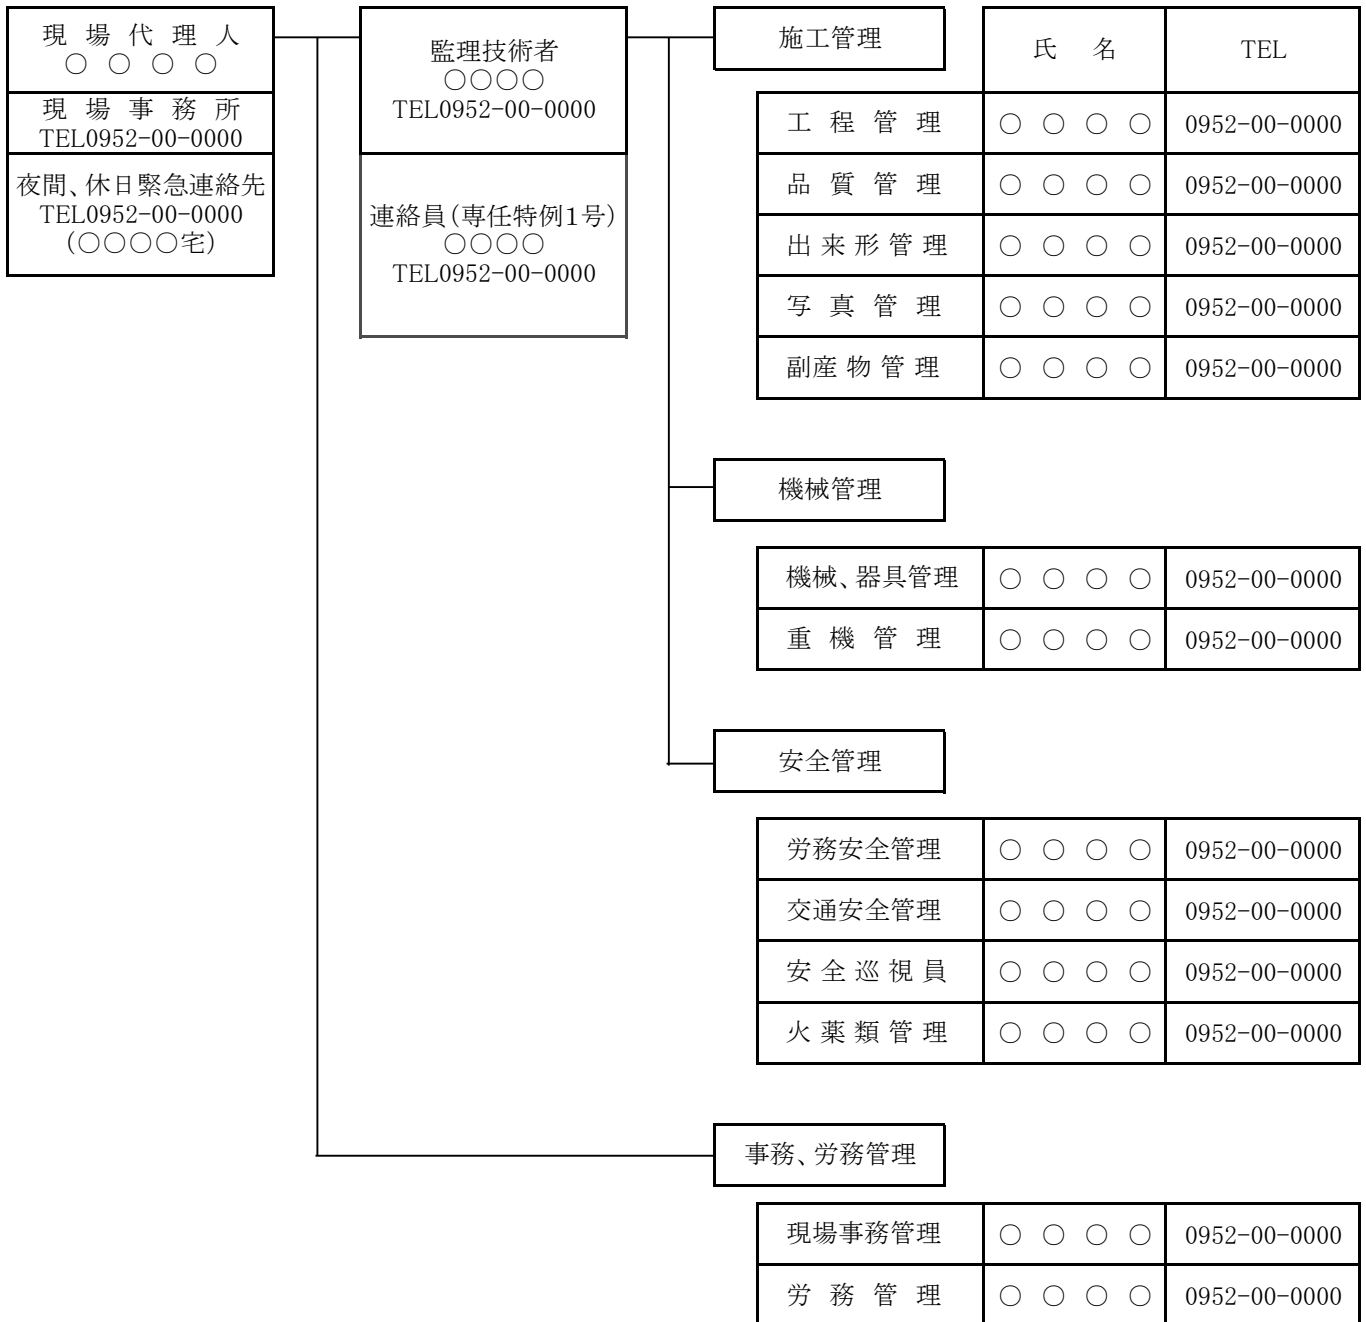 現 場 代 理 人
○ ○ ○ ○
現 場 事 務 所
TEL0952-00-0000
夜間、休日緊急連絡先
TEL0952-00-0000
(○○○○宅)
監理技術者
○○○○
TEL0952-00-0000
連絡員(専任特例1号)
○○○○
TEL0952-00-0000
施工管理
氏 名 TEL
工 程 管 理 ○ ○ ○ ○ 0952-00-0000
品 質 管 理 ○ ○ ○ ○ 0952-00-0000
出 来 形 管 理 ○ ○ ○ ○ 0952-00-0000
写 真 管 理 ○ ○ ○ ○ 0952-00-0000
副産 物 管 理 ○ ○ ○ ○ 0952-00-0000
機械管理
機械、器具管理 ○ ○ ○ ○ 0952-00-0000
重 機 管 理 ○ ○ ○ ○ 0952-00-0000
安全管理
労務安全管理 ○ ○ ○ ○ 0952-00-0000
交通安全管理 ○ ○ ○ ○ 0952-00-0000
安 全 巡 視 員 ○ ○ ○ ○ 0952-00-0000
火 薬 類 管 理 ○ ○ ○ ○ 0952-00-0000
事務、労務管理
現場事務管理 ○ ○ ○ ○ 0952-00-0000
労 務 管 理 ○ ○ ○ ○ 0952-00-0000